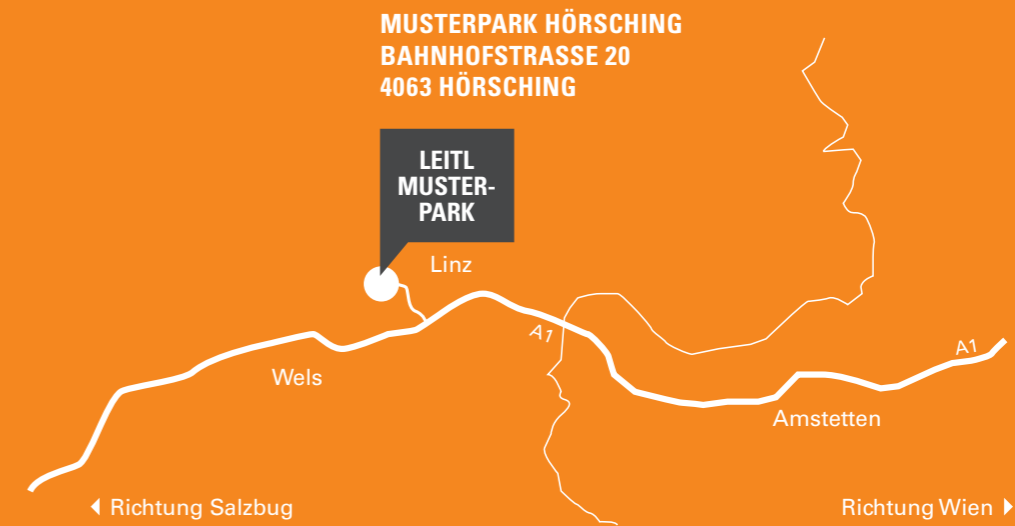 MUSTERPARK HÖRSCHING
BAHNHOFSTRASSE 20
4063 HÖRSCHING
LEITL
MUSTER-
PARK
Linz
A1
A1
Wels
Amstetten
Richtung Salzbug
Richtung Wien